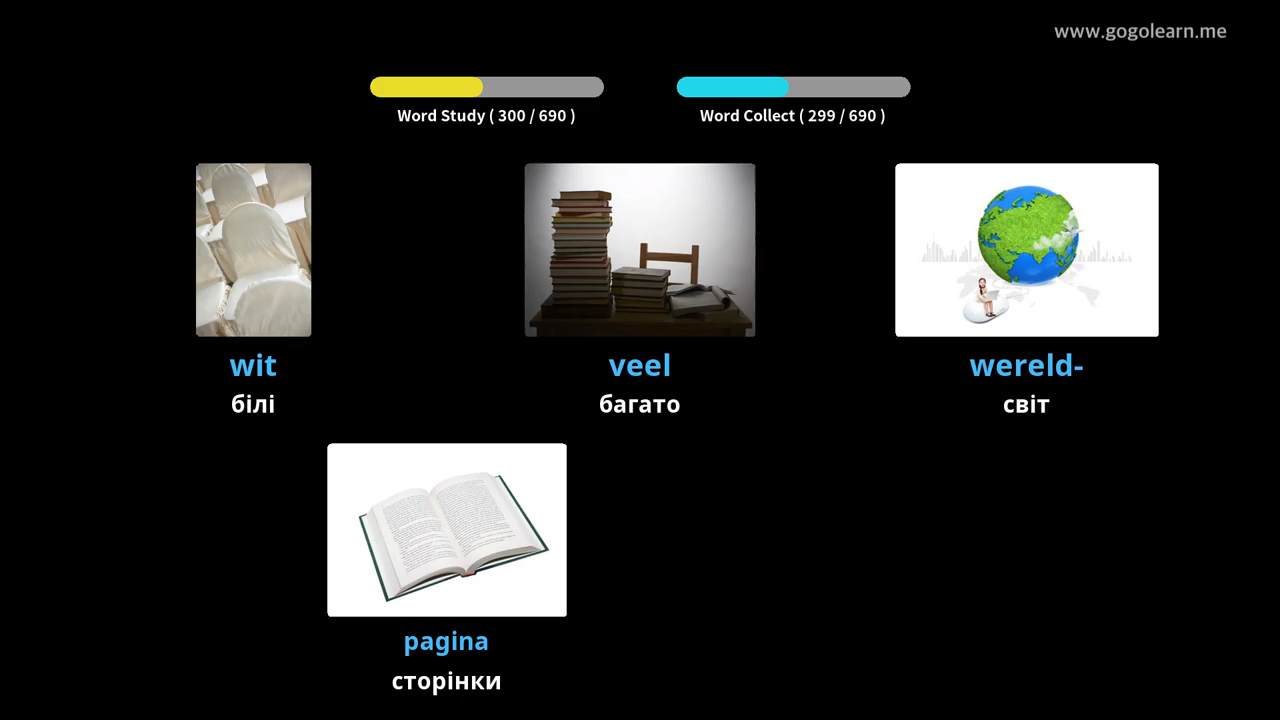 www.gogolearn.me
Word Study ( 300 / 690 )
Word Collect ( 299 / 690 )
wit
білі
veel
багато
wereld-
світ
pagina
сторінки